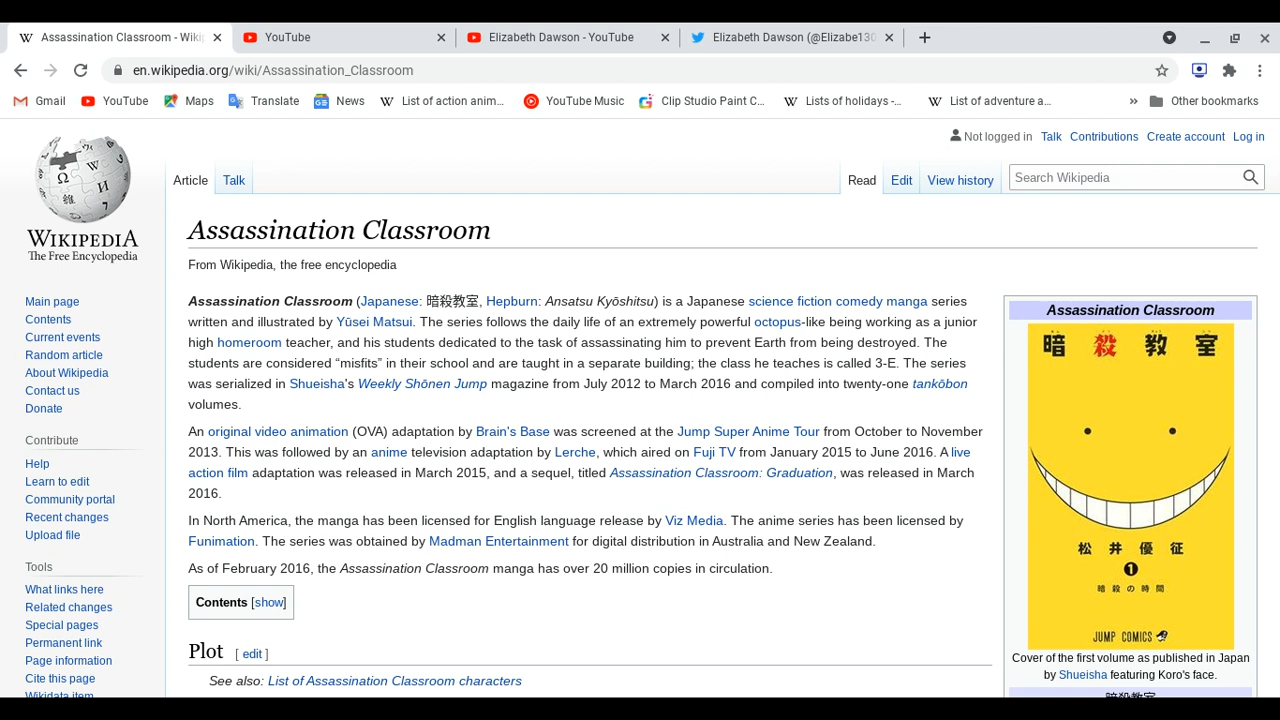 Assassination Classroom - Wiki
YouTube
Elizabeth Dawson - YouTube
Elizabeth Dawson (@Elizabe130
en.wikipedia.org/wiki/Assassination_Classroom
Gmail
YouTube
Maps
Translate
News
List of action anim...
YouTube Music
Clip Studio Paint C...
Lists of holidays -...
List of adventure a...
»
Other bookmarks
Not logged in Talk Contributions Create account Log in
Article Talk
Read Edit View history
Search Wikipedia
WIKIPEDIA
The Free Encyclopedia
Main page
Contents
Current events
Random article
About Wikipedia
Contact us
Donate
Contribute
Help
Learn to edit
Community portal
Recent changes
Upload file
Tools
What links here
Related changes
Special pages
Permanent link
Page information
Cite this page
Wikidata item
Assassination Classroom
From Wikipedia, the free encyclopedia
Assassination Classroom (Japanese: 暗殺教室, Hepburn: Ansatsu Kyōshitsu) is a Japanese science fiction comedy manga series
written and illustrated by Yūsei Matsui. The series follows the daily life of an extremely powerful octopus-like being working as a junior
high homeroom teacher, and his students dedicated to the task of assassinating him to prevent Earth from being destroyed. The
students are considered “misfits” in their school and are taught in a separate building; the class he teaches is called 3-E. The series
was serialized in Shueisha's Weekly Shōnen Jump magazine from July 2012 to March 2016 and compiled into twenty-one tankōbon
volumes.
An original video animation (OVA) adaptation by Brain's Base was screened at the Jump Super Anime Tour from October to November
2013. This was followed by an anime television adaptation by Lerche, which aired on Fuji TV from January 2015 to June 2016. A live
action film adaptation was released in March 2015, and a sequel, titled Assassination Classroom: Graduation, was released in March
2016.
In North America, the manga has been licensed for English language release by Viz Media. The anime series has been licensed by
Funimation. The series was obtained by Madman Entertainment for digital distribution in Australia and New Zealand.
As of February 2016, the Assassination Classroom manga has over 20 million copies in circulation.
Contents [show]
Plot [ edit ]
See also: List of Assassination Classroom characters
Assassination Classroom
暗殺教室
松井優征
1
暗殺の時間
JUMP COMICS
Cover of the first volume as published in Japan
by Shueisha featuring Koro's face.
暗殺教室